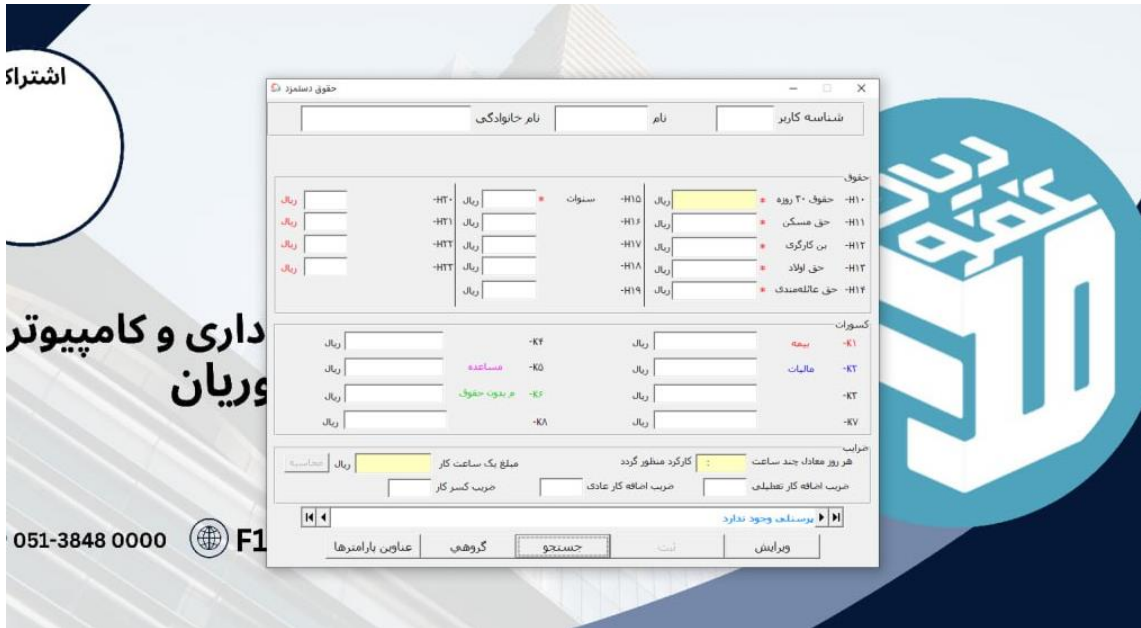 اشتراک
داری و کامپیوتر
وریان
051-3848 0000
F1
حقوق دستمزد
شناسه کاربر نام نام خانوادگی
حقوق
H10- حقوق ۳۰ روزه * ریال H15- سنوات * ریال H20- ریال
H11- حق مسکن * ریال H16- ریال H21- ریال
H12- بن کارگری * ریال H17- ریال H22- ریال
H13- حق اولاد * ریال H18- ریال H23- ریال
H14- حق عائله‌مندی * ریال H19- ریال
کسورات
K1- بیمه ریال K4- ریال
K2- مالیات ریال K5- مساعده ریال
K3- ریال K6- م بدون حقوق ریال
K7- ریال K8- ریال
ضرایب
هر روز معادل چند ساعت : کارکرد منظور گردد مبلغ یک ساعت کار ریال محاسبه
ضریب اضافه کار تعطیلی ضریب اضافه کار عادی ضریب کسر کار
پرسنلی وجود ندارد
ویرایش ثبت جستجو گروهی عناوین پارامترها